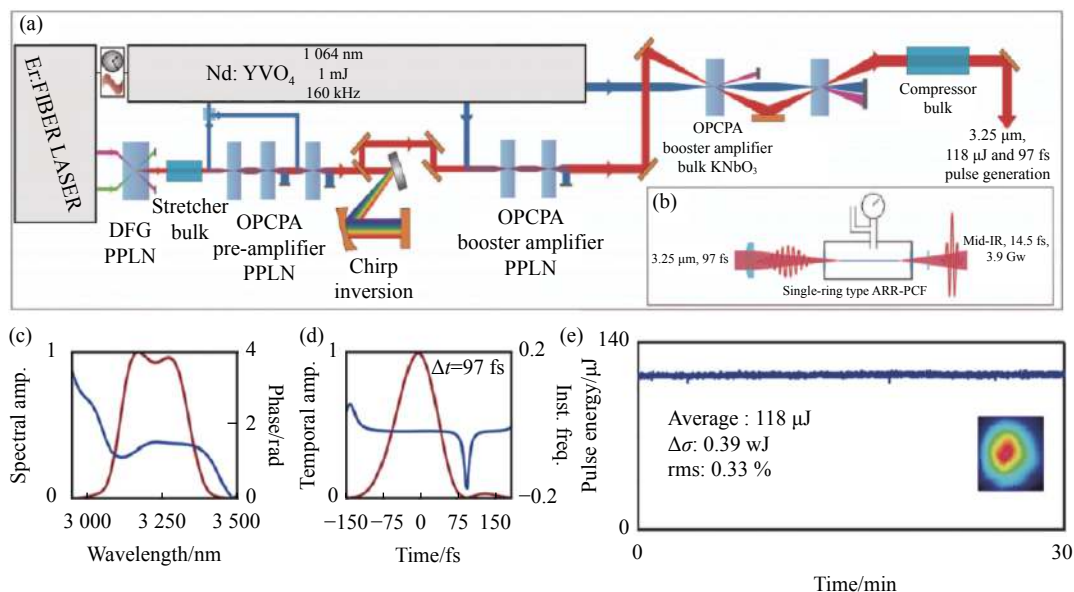 (a)
Er:FIBER LASER
Nd: YVO₄
1 064 nm
1 mJ
160 kHz
DFG
PPLN
Stretcher
bulk
OPCPA
pre-amplifier
PPLN
Chirp
inversion
OPCPA
booster amplifier
PPLN
OPCPA
booster amplifier
bulk KNbO₃
Compressor
bulk
3.25 μm,
118 μJ and 97 fs
pulse generation
(b)
3.25 μm, 97 fs
Single-ring type ARR-PCF
Mid-IR, 14.5 fs,
3.9 Gw
(c)
Spectral amp.
1
0
4
2
0
Phase/rad
3 000
3 250
3 500
Wavelength/nm
(d)
Temporal amp.
1
0
Δt=97 fs
0.2
−0.2
Inst. fieq.
−150
−75
0
75
150
Time/fs
(e)
Pulse energy/μJ
140
0
Average : 118 μJ
Δσ: 0.39 wJ
rms: 0.33 %
0
30
Time/min